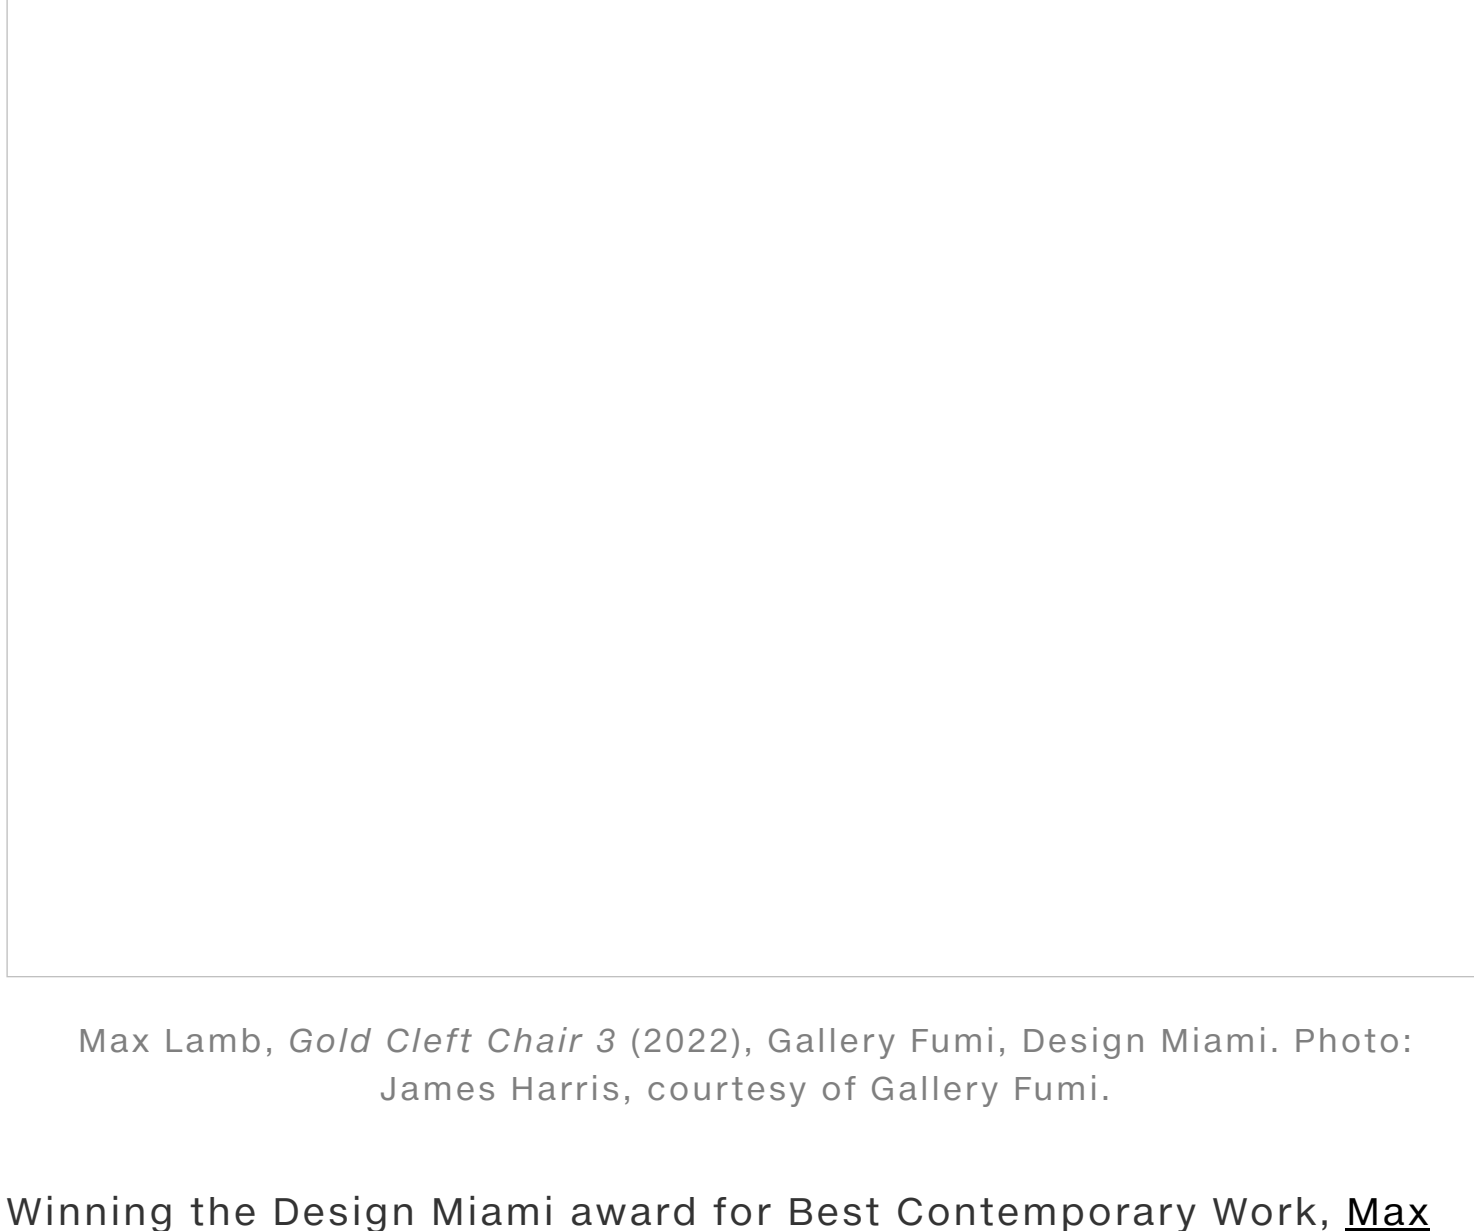 Max Lamb, Gold Cleft Chair 3 (2022), Gallery Fumi, Design Miami. Photo:
James Harris, courtesy of Gallery Fumi.
Winning the Design Miami award for Best Contemporary Work, Max